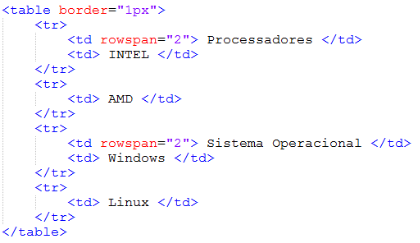 <table border="1px">
<tr>
<td rowspan="2"> Processadores </td>
<td> INTEL </td>
</tr>
<tr>
<td> AMD </td>
</tr>
<tr>
<td rowspan="2"> Sistema Operacional </td>
<td> Windows </td>
</tr>
<tr>
<td> Linux </td>
</tr>
</table>